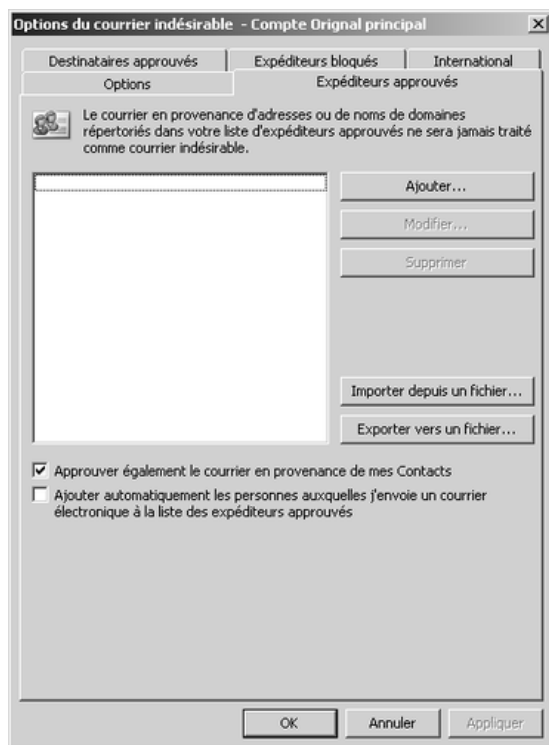 Options du courrier indésirable - Compte Orignal principal
Destinataires approuvés
Expéditeurs bloqués
International
Options
Expéditeurs approuvés
Le courrier en provenance d'adresses ou de noms de domaines
répertoriés dans votre liste d'expéditeurs approuvés ne sera jamais traité
comme courrier indésirable.
Ajouter...
Modifier...
Supprimer
Importer depuis un fichier...
Exporter vers un fichier...
Approuver également le courrier en provenance de mes Contacts
Ajouter automatiquement les personnes auxquelles j'envoie un courrier
électronique à la liste des expéditeurs approuvés
OK
Annuler
Appliquer